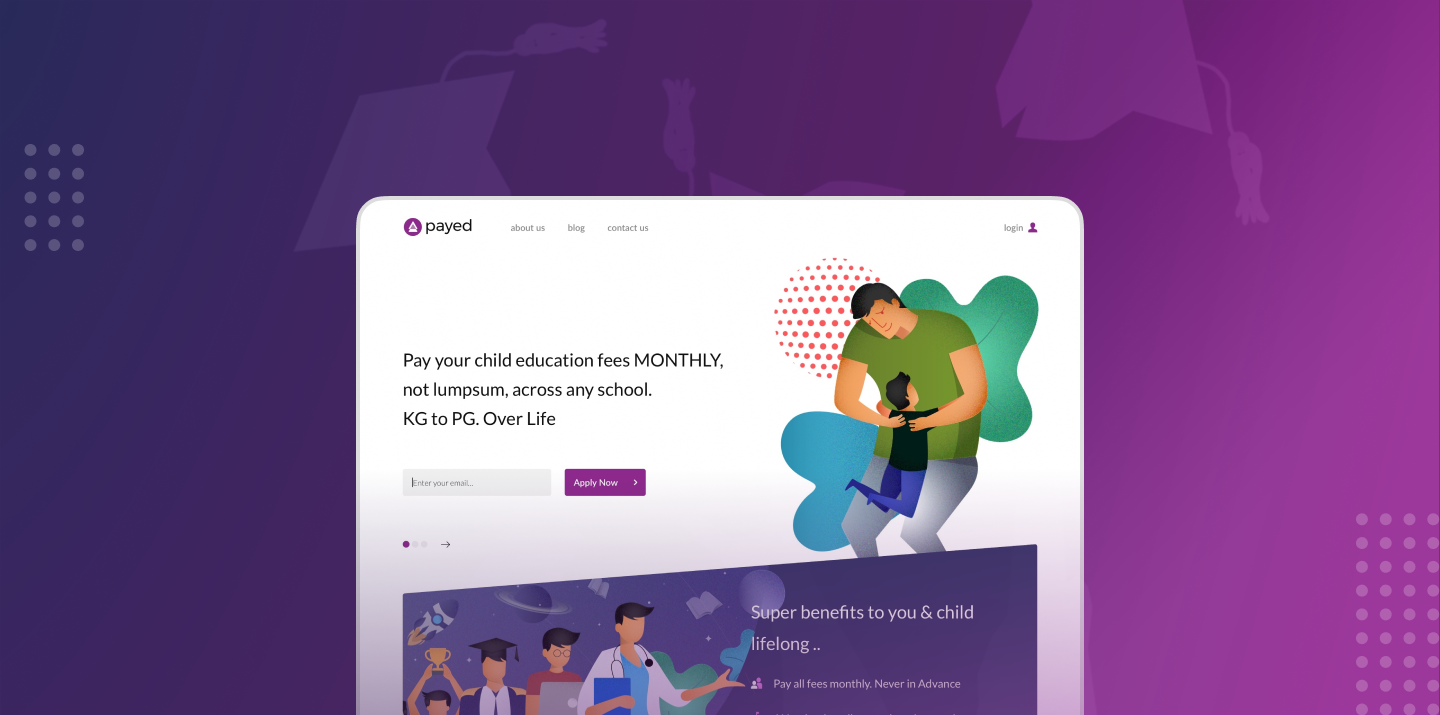 payed
about us
blog
contact us
login
Pay your child education fees MONTHLY,
not lumpsum, across any school.
KG to PG. Over Life
Enter your email...
Apply Now
Super benefits to you & child
lifelong ..
Pay all fees monthly. Never in Advance